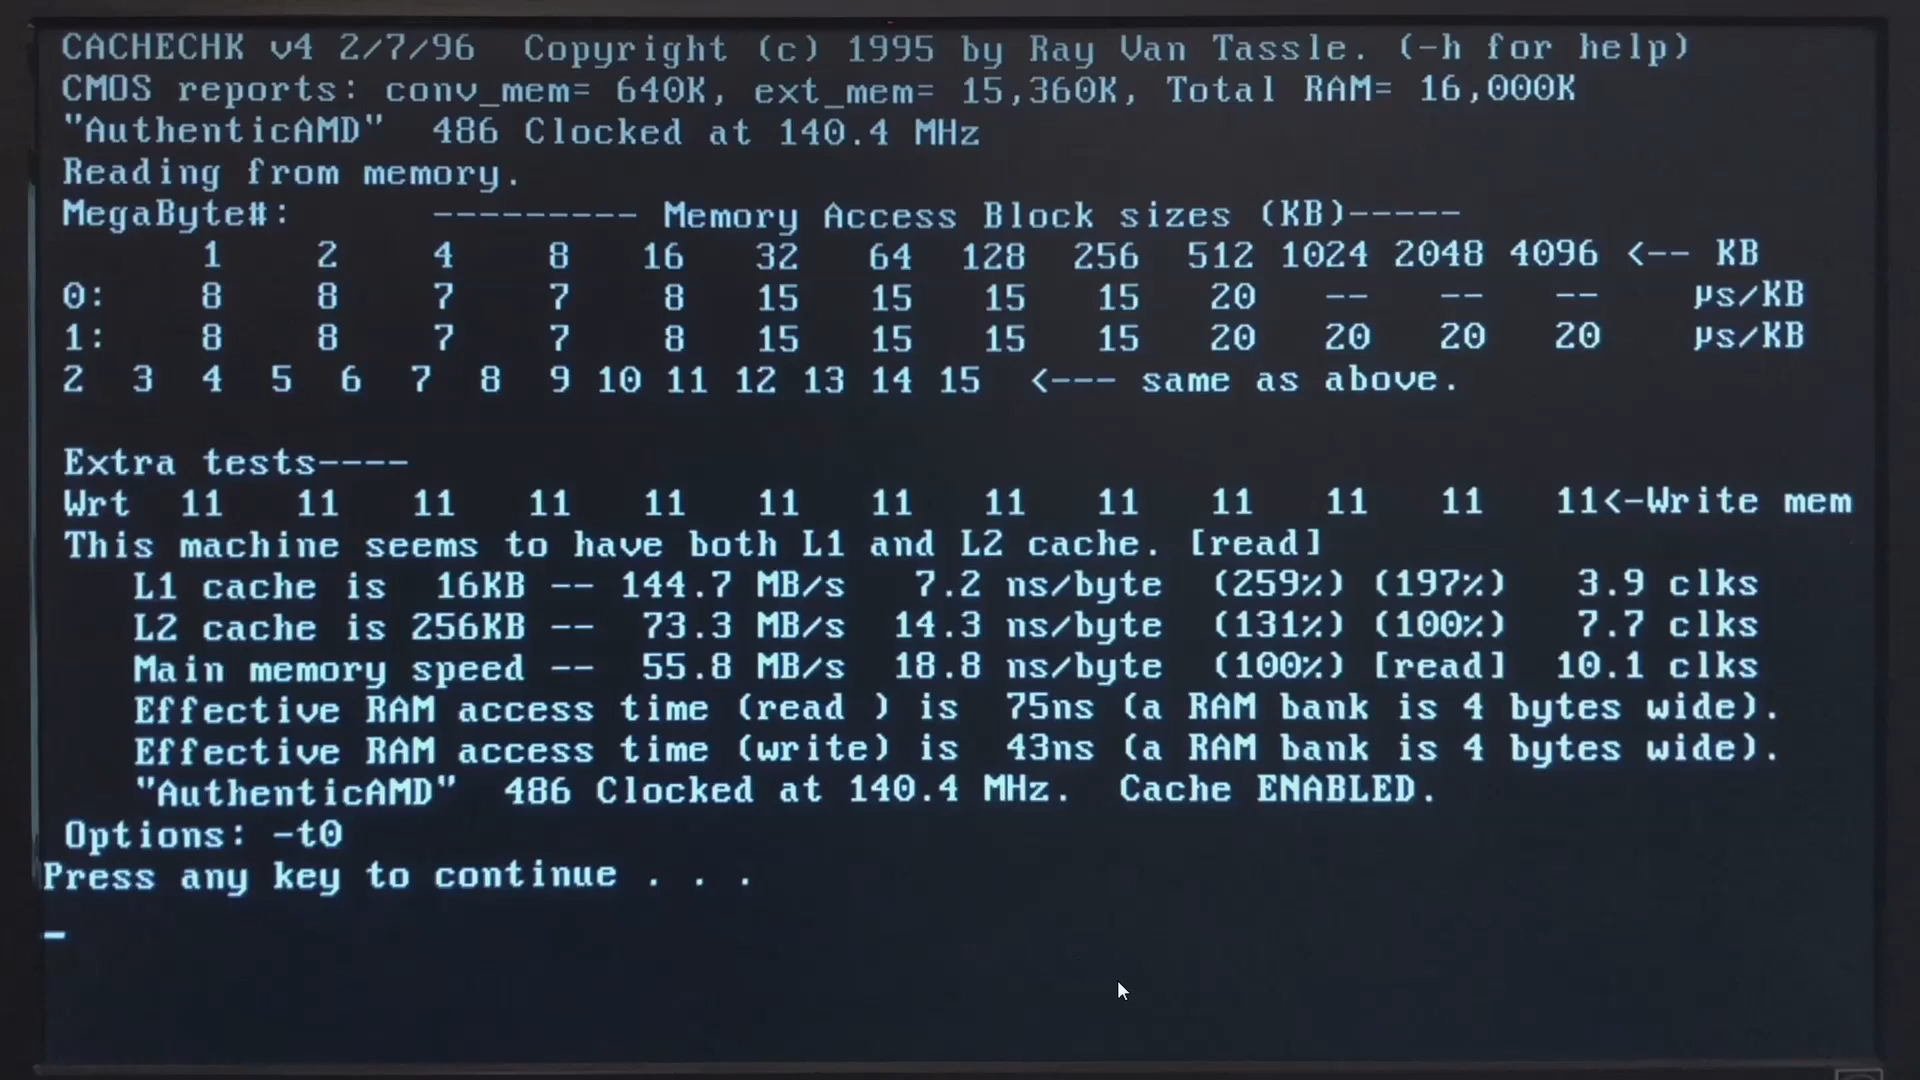 CACHECHK v4 2/7/96  Copyright (c) 1995 by Ray Van Tassle. (-h for help)
CMOS reports: conv_mem= 640K, ext_mem= 15,360K, Total RAM= 16,000K
"AuthenticAMD"  486 Clocked at 140.4 MHz
Reading from memory.
MegaByte#:      --------- Memory Access Block sizes (KB)-----
1    2    4    8   16   32   64  128  256  512 1024 2048 4096 <-- KB
0:    8    8    7    7    8   15   15   15   15   20   --   --   --    µs/KB
1:    8    8    7    7    8   15   15   15   15   20   20   20   20    µs/KB
2  3  4  5  6  7  8  9 10 11 12 13 14 15  <--- same as above.
Extra tests----
Wrt  11   11   11   11   11   11   11   11   11   11   11   11   11<-Write mem
This machine seems to have both L1 and L2 cache. [read]
L1 cache is  16KB -- 144.7 MB/s   7.2 ns/byte  (259%) (197%)   3.9 clks
L2 cache is 256KB --  73.3 MB/s  14.3 ns/byte  (131%) (100%)   7.7 clks
Main memory speed --  55.8 MB/s  18.8 ns/byte  (100%) [read]  10.1 clks
Effective RAM access time (read ) is  75ns (a RAM bank is 4 bytes wide).
Effective RAM access time (write) is  43ns (a RAM bank is 4 bytes wide).
"AuthenticAMD"  486 Clocked at 140.4 MHz.  Cache ENABLED.
Options: -t0
Press any key to continue . . .